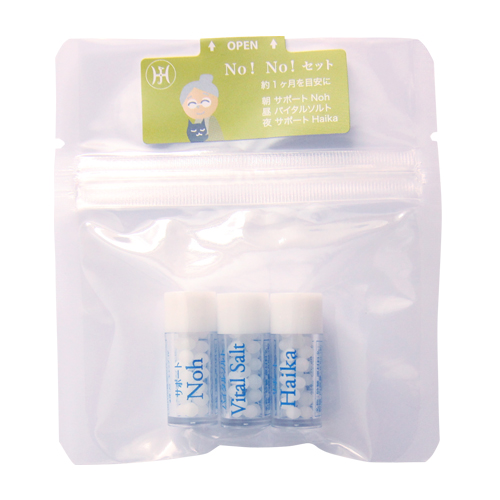 OPEN
No! No! セット
約1ヶ月を目安に
朝 サポート Noh
昼 バイタルソルト
夜 サポート Haika
サポート
Noh
Vital Salt
Haika